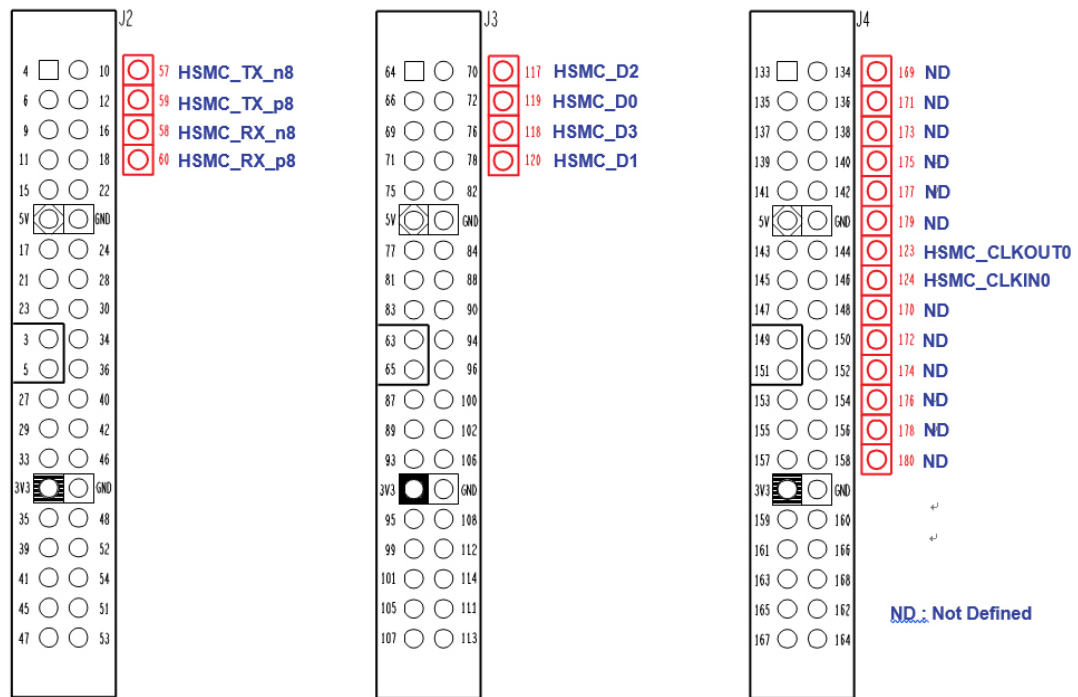 J2 J3 J4
4 10 57 HSMC_TX_n8 64 70 117 HSMC_D2 133 134 169 ND
6 12 59 HSMC_TX_p8 66 72 119 HSMC_D0 135 136 171 ND
9 16 58 HSMC_RX_n8 69 76 118 HSMC_D3 137 138 173 ND
11 18 60 HSMC_RX_p8 71 78 120 HSMC_D1 139 140 175 ND
15 22 75 82 141 142 177 ND
5V GND 5V GND 5V GND 179 ND
17 24 77 84 143 144 123 HSMC_CLKOUT0
21 28 81 88 145 146 124 HSMC_CLKIN0
23 30 83 90 147 148 170 ND
3 34 63 94 149 150 172 ND
5 36 65 96 151 152 174 ND
27 40 87 100 153 154 176 ND
29 42 89 102 155 156 178 ND
33 46 93 106 157 158 180 ND
3V3 GND 3V3 GND 3V3 GND
35 48 95 108 159 160
39 52 99 112 161 166
41 54 101 114 163 168
45 51 105 111 165 162
47 53 107 113 167 164
ND : Not Defined